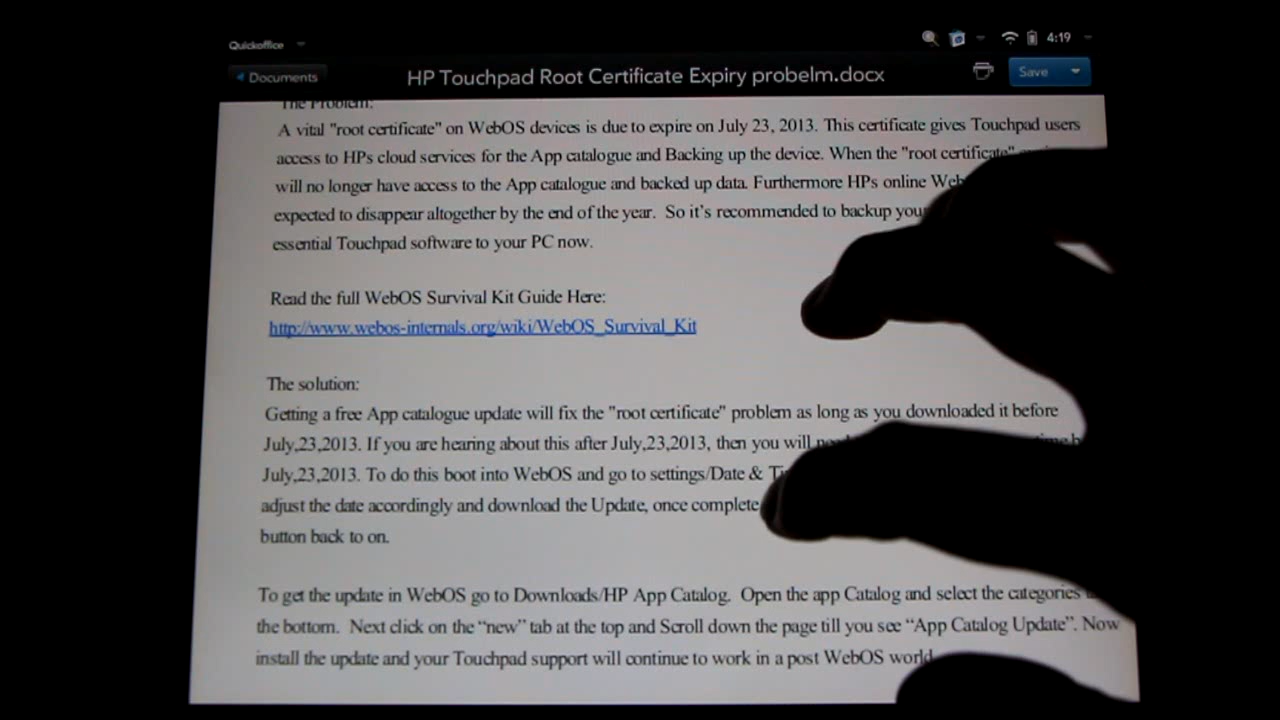 Quickoffice
4:19
Documents
HP Touchpad Root Certificate Expiry probelm.docx
Save
The Problem:
A vital "root certificate" on WebOS devices is due to expire on July 23, 2013. This certificate gives Touchpad users
access to HPs cloud services for the App catalogue and Backing up the device. When the "root certificate"
will no longer have access to the App catalogue and backed up data. Furthermore HPs online
expected to disappear altogether by the end of the year. So it's recommended to backup
essential Touchpad software to your PC now.
Read the full WebOS Survival Kit Guide Here:
http://www.webos-internals.org/wiki/WebOS_Survival_Kit
The solution:
Getting a free App catalogue update will fix the "root certificate" problem as long as you downloaded it before
July,23,2013. If you are hearing about this after July,23,2013, then you will
July,23,2013. To do this boot into WebOS and go to settings/Date &
adjust the date accordingly and download the Update, once complete
button back to on.
To get the update in WebOS go to Downloads/HP App Catalog. Open the app Catalog and select the categories
the bottom. Next click on the “new” tab at the top and Scroll down the page till you see “App Catalog Update”. Now
install the update and your Touchpad support will continue to work in a post WebOS world